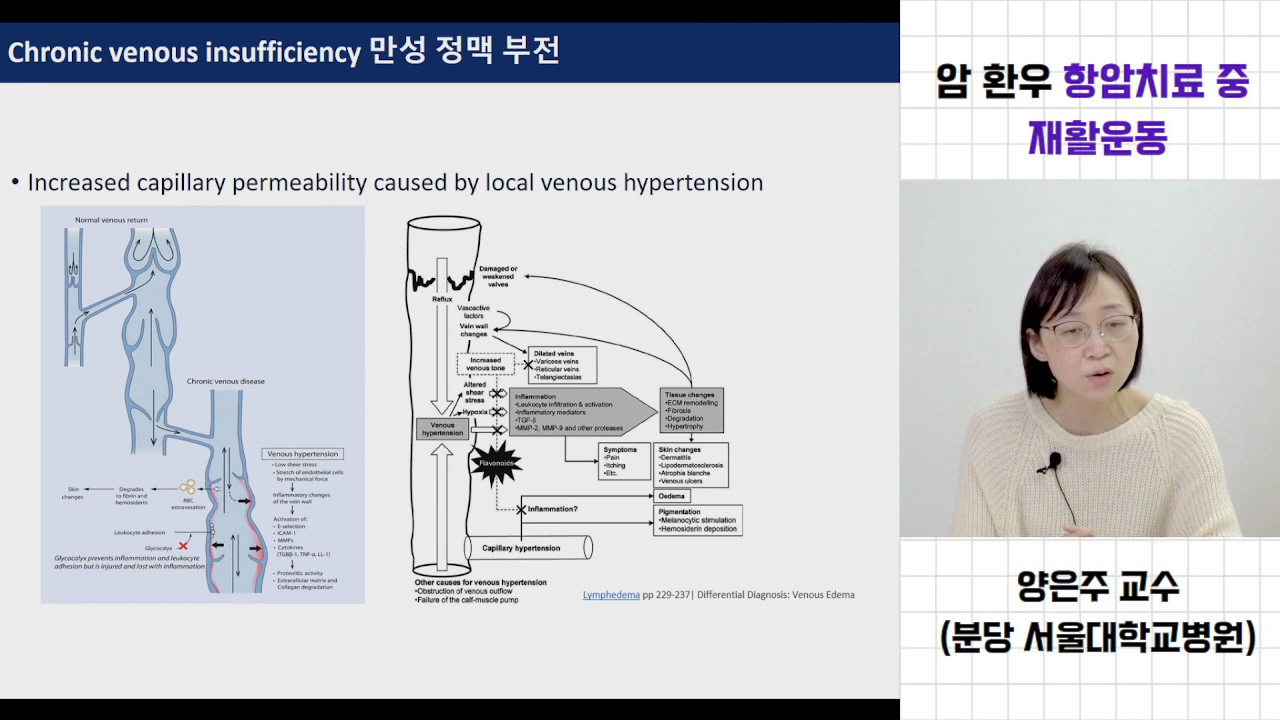 Chronic venous insufficiency 만성 정맥 부전
• Increased capillary permeability caused by local venous hypertension
Normal venous return
Chronic venous disease
Venous hypertension
• Low sheer stress
• Stretch of endothelial cells
by mechanical force
Inflammatory changes
of the vein wall
Activation of:
• E-selection
• ICAM-1
• MMPs
• Cytokines
(TGBβ-1, TNF-α, LL-1)
• Proteolitic activity
• Extracellular matrix and
Collagen degradation
Skin
changes
Degrades
to fibrin and
hemosiderin
RBC
extravasation
Leukocyte adhesion
Glycocalyx
Glycocalyx prevents inflammation and leukocyte
adhesion but is injured and lost with inflammation
Damaged or
weakened
valves
Reflux
Vasoactive
factors
Vein wall
changes
Increased
venous tone
Dilated veins
•Varicose veins
•Reticular veins
•Telangiectasias
Altered
shear
stress
Hypoxia
Venous
hypertension
Inflammation
•Leukocyte infiltration & activation
•Inflammatory mediators
•TGF-β
•MMP-2, MMP-9 and other proteases
Tissue changes
•ECM remodelling
•Fibrosis
•Degradation
•Hypertrophy
Flavonoids
Symptoms
•Pain
•Itching
•Etc.
Skin changes
•Dermatitis
•Lipodermatosclerosis
•Atrophia blanche
•Venous ulcers
Oedema
Inflammation?
Pigmentation
•Melanocytic stimulation
•Hemosiderin deposition
Capillary hypertension
Other causes for venous hypertension
•Obstruction of venous outflow
•Failure of the calf-muscle pump
Lymphedema pp 229-237| Differential Diagnosis: Venous Edema
암 환우 항암치료 중
재활운동
양은주 교수
(분당 서울대학교병원)